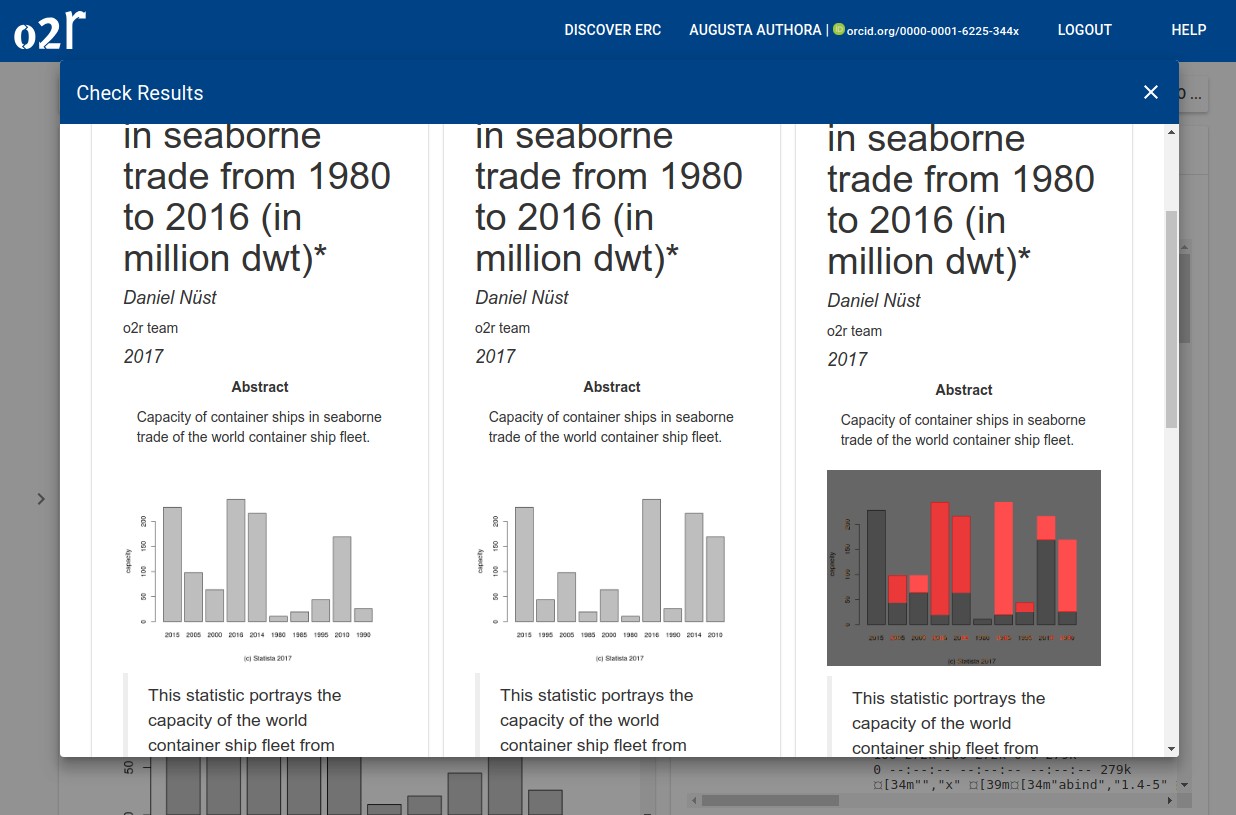 o2r
DISCOVER ERC
AUGUSTA AUTHORA |
iD orcid.org/0000-0001-6225-344x
LOGOUT
HELP
Check Results
O ...
in seaborne
trade from 1980
to 2016 (in
million dwt)*
Daniel Nüst
o2r team
2017
Abstract
Capacity of container ships in seaborne
trade of the world container ship fleet.
capacity
200
150
100
50
0
2015 2005 2000 2016 2014 1980 1985 1995 2010 1990
(c) Statista 2017
This statistic portrays the
capacity of the world
container ship fleet from
in seaborne
trade from 1980
to 2016 (in
million dwt)*
Daniel Nüst
o2r team
2017
Abstract
Capacity of container ships in seaborne
trade of the world container ship fleet.
capacity
200
150
100
50
0
2015 1995 2005 1985 2000 1980 2016 1990 2014 2010
(c) Statista 2017
This statistic portrays the
capacity of the world
container ship fleet from
in seaborne
trade from 1980
to 2016 (in
million dwt)*
Daniel Nüst
o2r team
2017
Abstract
Capacity of container ships in seaborne
trade of the world container ship fleet.
capacity
200
150
100
50
0
2015
1980
(c) Statista 2017
This statistic portrays the
capacity of the world
container ship fleet from
50
0 --:--:-- --:--:-- --:--:-- 279k
¤[34m"","x" ¤[39m¤[34m"abind","1.4-5"